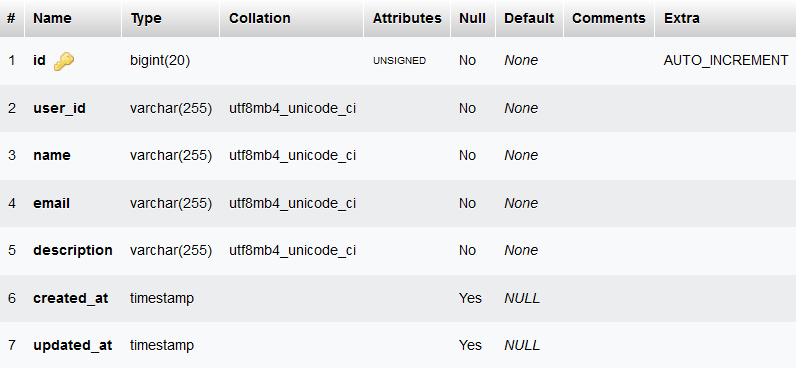 # Name Type Collation Attributes Null Default Comments Extra
1 id bigint(20) UNSIGNED No None AUTO_INCREMENT
2 user_id varchar(255) utf8mb4_unicode_ci No None
3 name varchar(255) utf8mb4_unicode_ci No None
4 email varchar(255) utf8mb4_unicode_ci No None
5 description varchar(255) utf8mb4_unicode_ci No None
6 created_at timestamp Yes NULL
7 updated_at timestamp Yes NULL